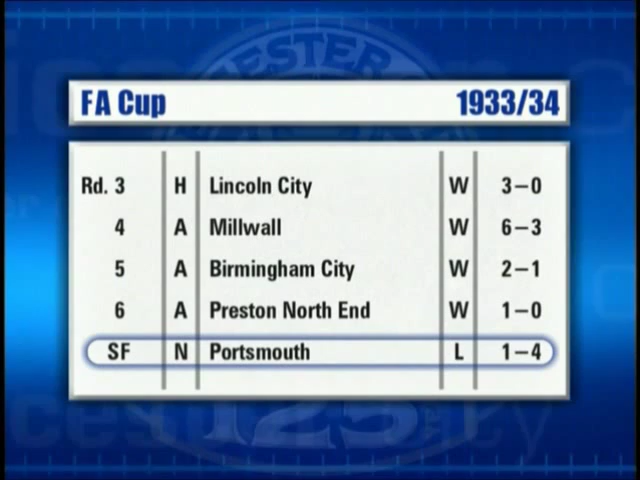 FA Cup 1933/34
Rd. 3 H Lincoln City W 3–0
4 A Millwall W 6–3
5 A Birmingham City W 2–1
6 A Preston North End W 1–0
SF N Portsmouth L 1–4
125